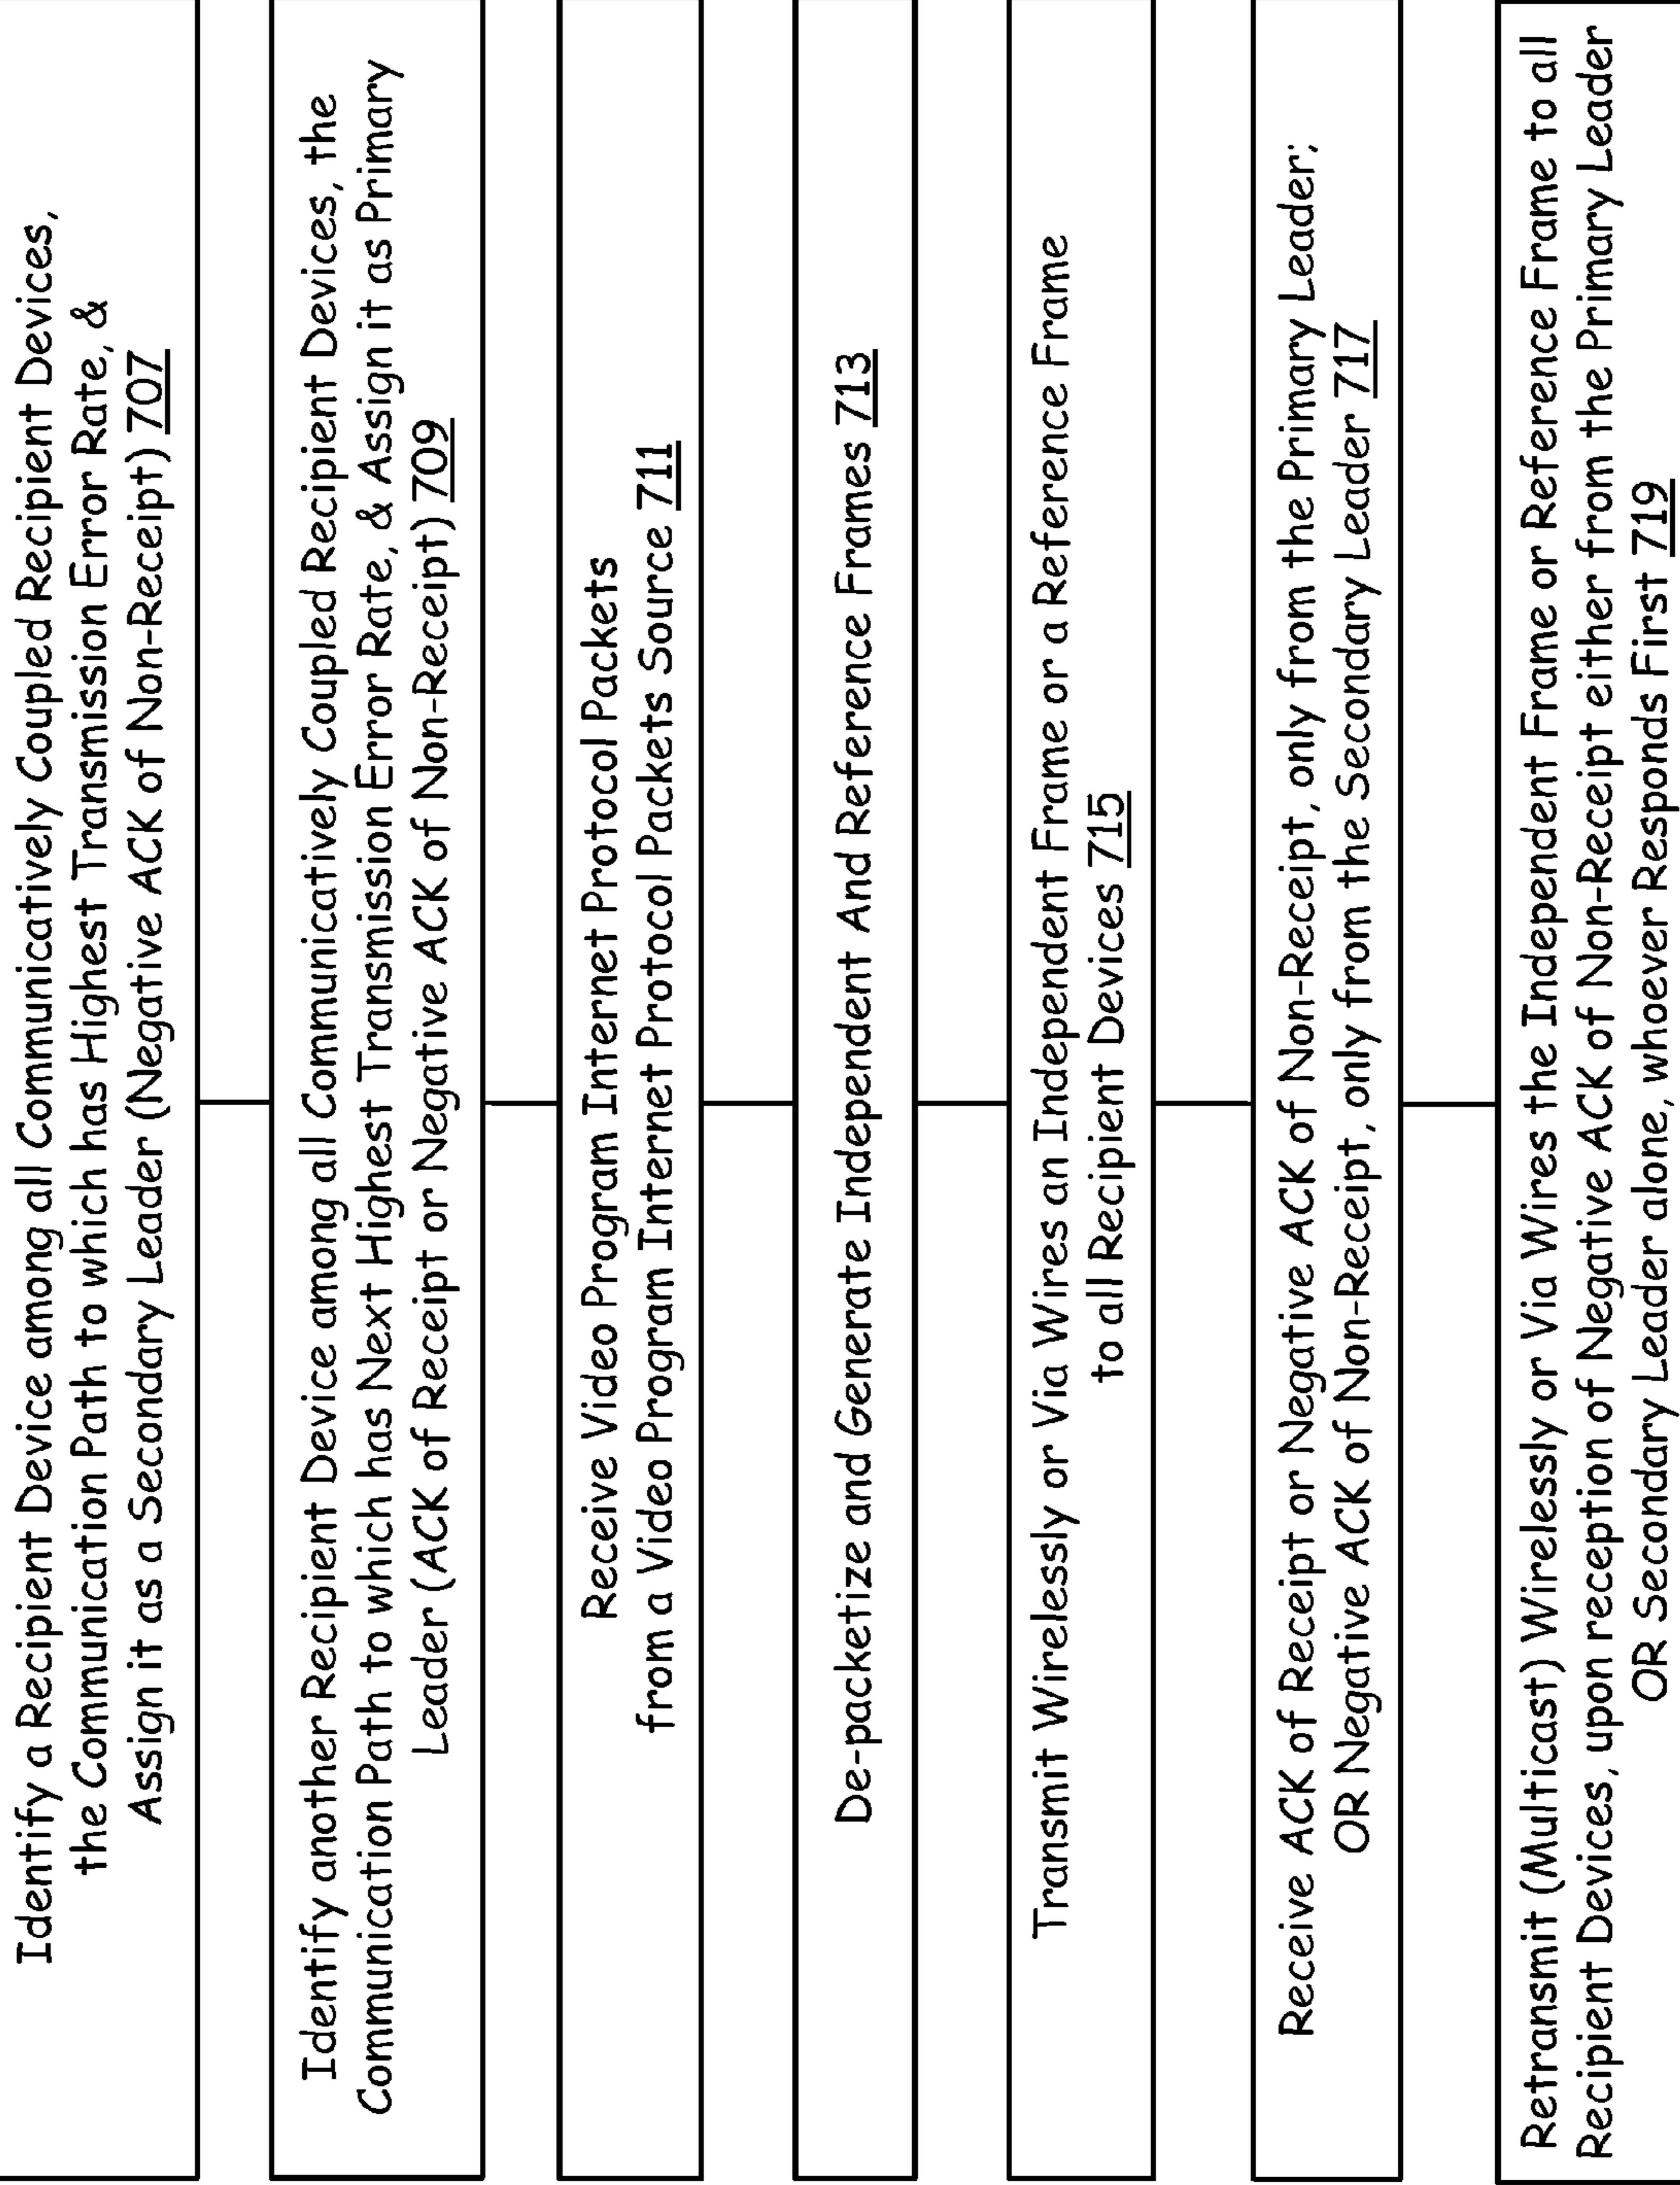 Identify a Recipient Device among all Communicatively Coupled Recipient Devices,
the Communication Path to which has Highest Transmission Error Rate, &
Assign it as a Secondary Leader (Negative ACK of Non-Receipt) 707
Identify another Recipient Device among all Communicatively Coupled Recipient Devices, the
Communication Path to which has Next Highest Transmission Error Rate, & Assign it as Primary
Leader (ACK of Receipt or Negative ACK of Non-Receipt) 709
Receive Video Program Internet Protocol Packets
from a Video Program Internet Protocol Packets Source 711
De-packetize and Generate Independent And Reference Frames 713
Transmit Wirelessly or Via Wires an Independent Frame or a Reference Frame
to all Recipient Devices 715
Receive ACK of Receipt or Negative ACK of Non-Receipt, only from the Primary Leader;
OR Negative ACK of Non-Receipt, only from the Secondary Leader 717
Retransmit (Multicast) Wirelessly or Via Wires the Independent Frame or Reference Frame to all
Recipient Devices, upon reception of Negative ACK of Non-Receipt either from the Primary Leader
OR Secondary Leader alone, whoever Responds First 719